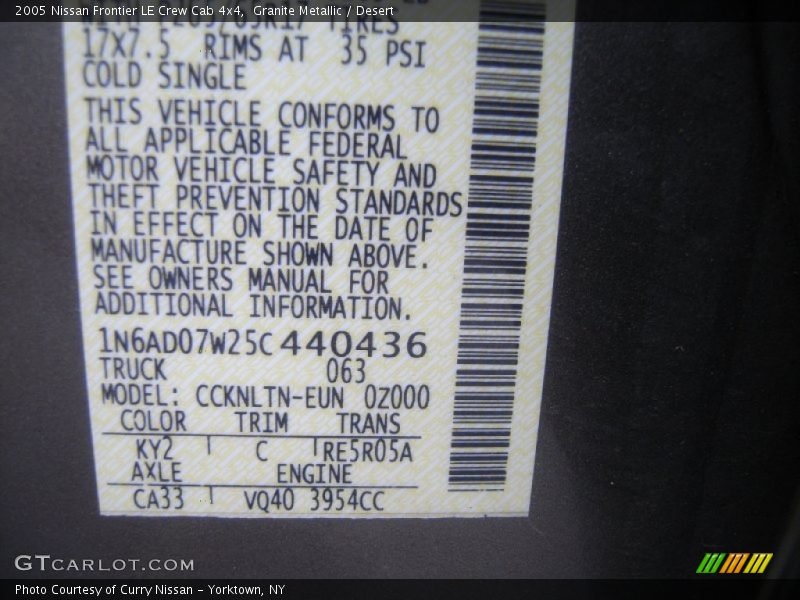 2005 Nissan Frontier LE Crew Cab 4x4, Granite Metallic / Desert
TIRES
17X7.5 RIMS AT 35 PSI
COLD SINGLE
THIS VEHICLE CONFORMS TO
ALL APPLICABLE FEDERAL
MOTOR VEHICLE SAFETY AND
THEFT PREVENTION STANDARDS
IN EFFECT ON THE DATE OF
MANUFACTURE SHOWN ABOVE.
SEE OWNERS MANUAL FOR
ADDITIONAL INFORMATION.
1N6AD07W25C440436
TRUCK 063
MODEL: CCKNLTN-EUN 0Z000
COLOR TRIM TRANS
KY2 C RE5R05A
AXLE ENGINE
CA33 VQ40 3954CC
GTCARLOT.COM
Photo Courtesy of Curry Nissan - Yorktown, NY